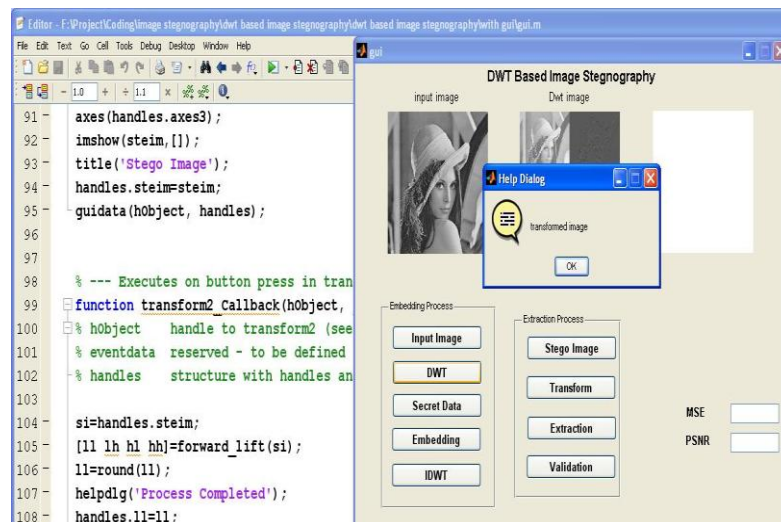 Editor - F:\Project\Coding\image stegnography\dwt based image stegnography\dwt based image stegnography\with gui\gui.m
File Edit Text Go Cell Tools Debug Desktop Window Help
- 1.0 + ÷ 1.1 ×
91 - axes(handles.axes3);
92 - imshow(steim,[]);
93 - title('Stego Image');
94 - handles.steim=steim;
95 - guidata(hObject, handles);
96
97
98 % --- Executes on button press in tran
99 function transform2_Callback(hObject,
100 % hObject handle to transform2 (see
101 % eventdata reserved - to be defined
102 % handles structure with handles an
103
104 - si=handles.steim;
105 - [ll lh hl hh]=forward_lift(si);
106 - ll=round(ll);
107 - helpdlg('Process Completed');
108 - handles.ll=ll;
gui
DWT Based Image Stegnography
input image
Dwt image
Help Dialog
transformed image
OK
Embedding Process
Input Image
DWT
Secret Data
Embedding
IDWT
Extraction Process
Stego Image
Transform
Extraction
Validation
MSE
PSNR